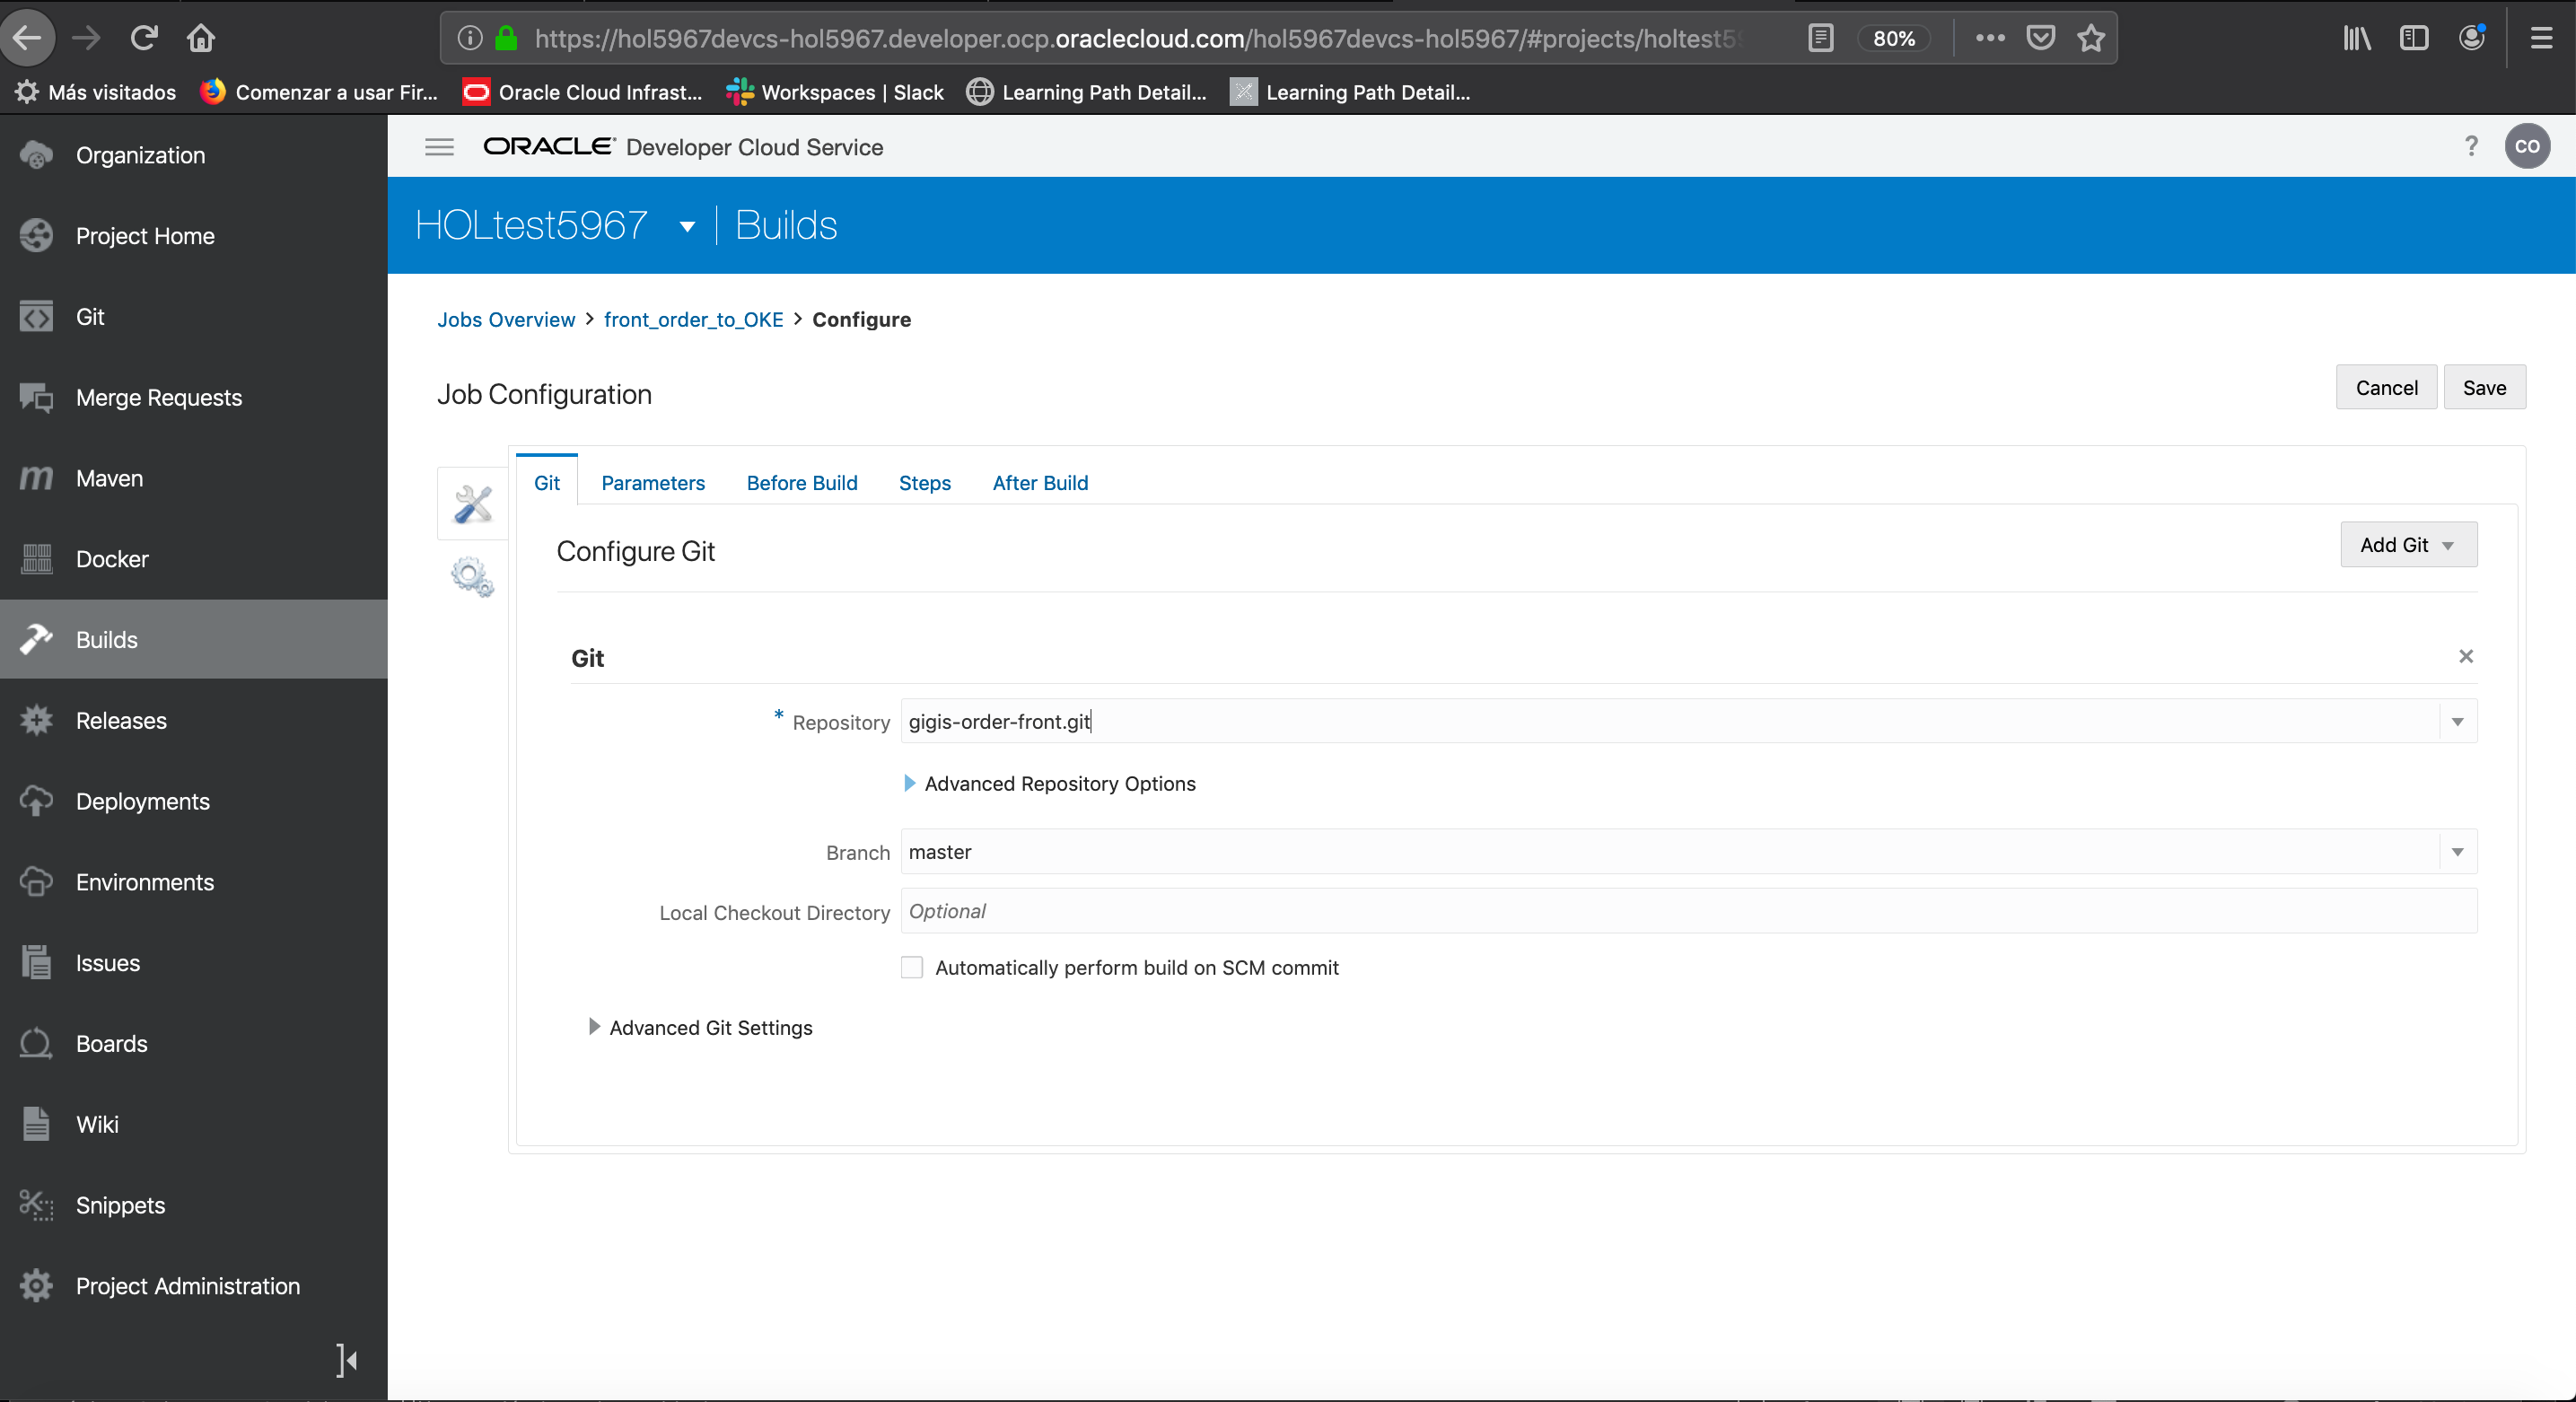 https://hol5967devcs-hol5967.developer.ocp.oraclecloud.com/hol5967devcs-hol5967/#projects/holtest59
80%
Más visitados
Comenzar a usar Fir...
Oracle Cloud Infrast...
Workspaces | Slack
Learning Path Detail...
Learning Path Detail...
Organization
Project Home
Git
Merge Requests
Maven
Docker
Builds
Releases
Deployments
Environments
Issues
Boards
Wiki
Snippets
Project Administration
ORACLE® Developer Cloud Service
?
CO
HOLtest5967 | Builds
Jobs Overview > front_order_to_OKE > Configure
Job Configuration
Cancel
Save
Git
Parameters
Before Build
Steps
After Build
Configure Git
Add Git
Git
* Repository
gigis-order-front.git
Advanced Repository Options
Branch
master
Local Checkout Directory
Optional
Automatically perform build on SCM commit
Advanced Git Settings